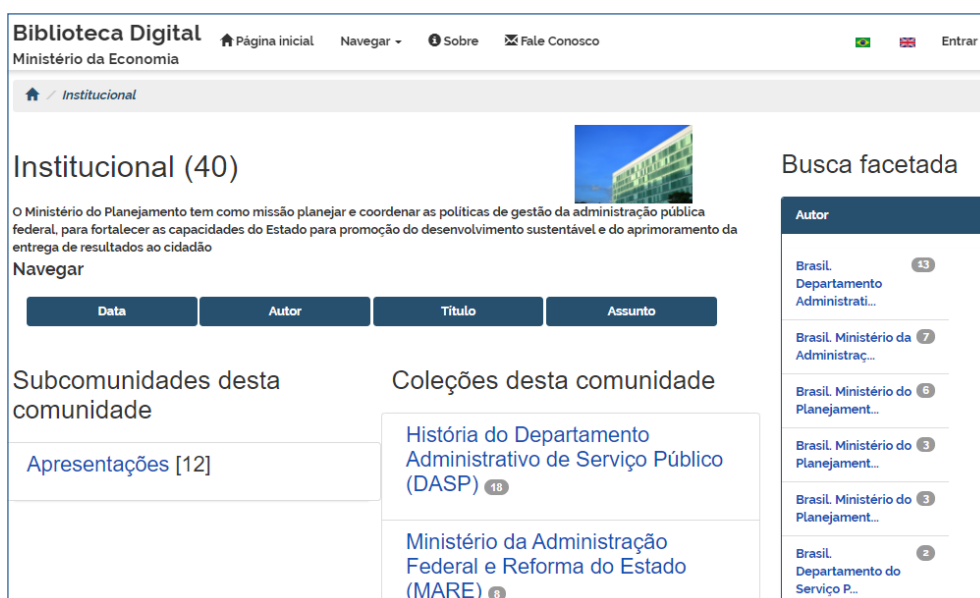 Biblioteca Digital
Ministério da Economia
Página inicial
Navegar
Sobre
Fale Conosco
Entrar
/ Institucional
Institucional (40)
O Ministério do Planejamento tem como missão planejar e coordenar as políticas de gestão da administração pública
federal, para fortalecer as capacidades do Estado para promoção do desenvolvimento sustentável e do aprimoramento da
entrega de resultados ao cidadão
Navegar
Data
Autor
Título
Assunto
Subcomunidades desta
comunidade
Apresentações [12]
Coleções desta comunidade
História do Departamento
Administrativo de Serviço Público
(DASP) 18
Ministério da Administração
Federal e Reforma do Estado
(MARE) 8
Busca facetada
Autor
Brasil. 13
Departamento
Administrati...
Brasil. Ministério da 7
Administraç...
Brasil. Ministério do 6
Planejament...
Brasil. Ministério do 3
Planejament...
Brasil. Ministério do 3
Planejament...
Brasil. 2
Departamento do
Serviço P...